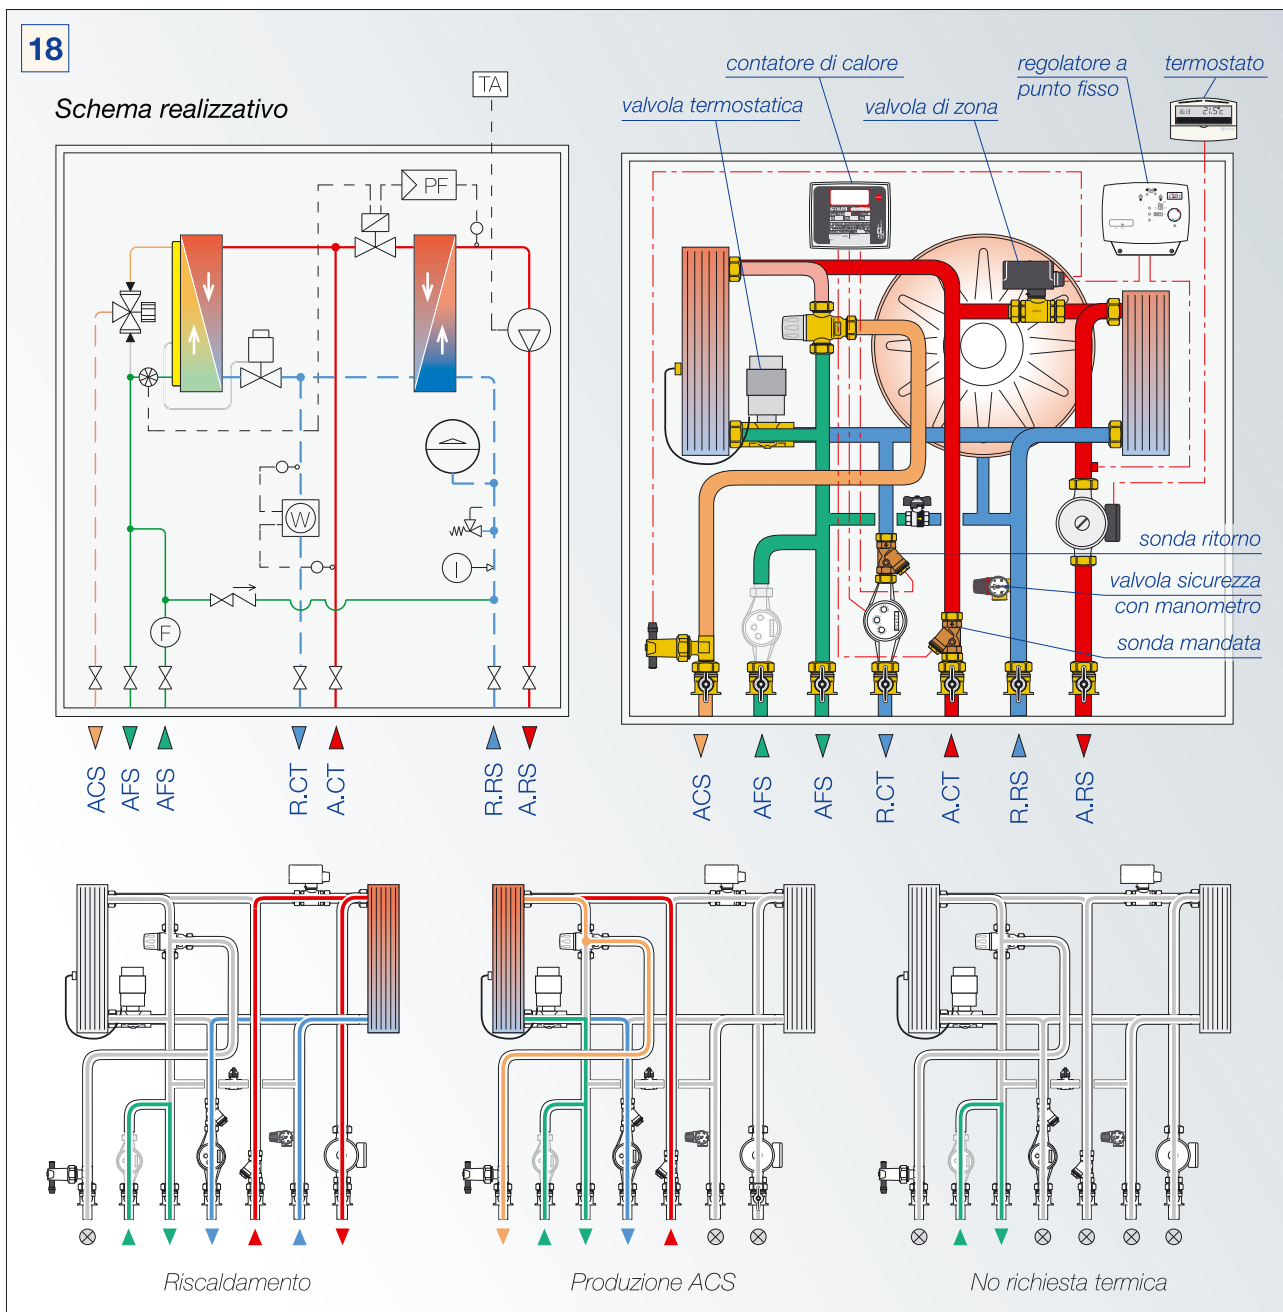 18
Schema realizzativo
TA
PF
W
I
F
ACS
AFS
AFS
R.CT
A.CT
R.RS
A.RS
contatore di calore
regolatore a
punto fisso
termostato
valvola termostatica
valvola di zona
21.5°c
sonda ritorno
valvola sicurezza
con manometro
sonda mandata
ACS
AFS
AFS
R.CT
A.CT
R.RS
A.RS
Riscaldamento
Produzione ACS
No richiesta termica